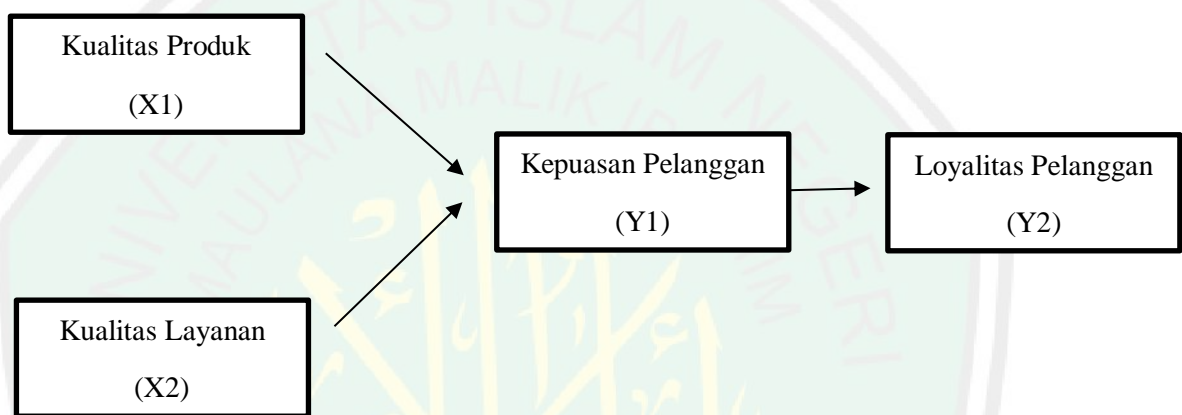 Kualitas Produk
(X1)
Kepuasan Pelanggan
(Y1)
Loyalitas Pelanggan
(Y2)
Kualitas Layanan
(X2)